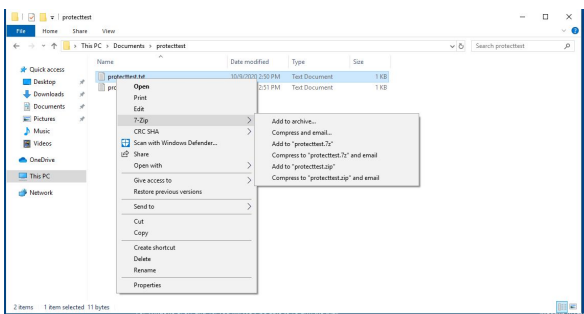 protecttest
File Home Share View
This PC > Documents > protecttest
Search protecttest
Name Date modified Type Size
Quick access
Desktop
Downloads
Documents
Pictures
Music
Videos
OneDrive
This PC
Network
protecttest.txt 10/9/2020 2:50 PM Text Document 1 KB
2:51 PM Text Document 1 KB
Open
Print
Edit
7-Zip
CRC SHA
Scan with Windows Defender...
Share
Open with
Give access to
Restore previous versions
Send to
Cut
Copy
Create shortcut
Delete
Rename
Properties
Add to archive...
Compress and email...
Add to "protecttest.7z"
Compress to "protecttest.7z" and email
Add to "protecttest.zip"
Compress to "protecttest.zip" and email
2 items 1 item selected 11 bytes